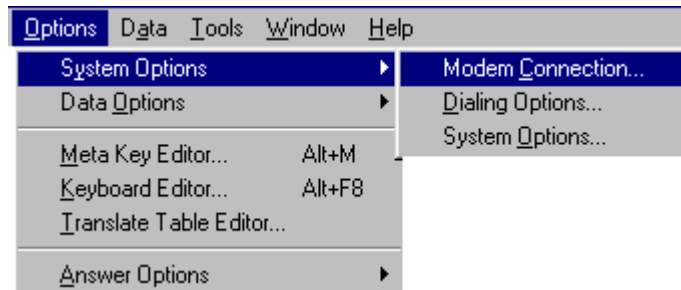 Options Data Tools Window Help
System Options
Data Options
Meta Key Editor... Alt+M
Keyboard Editor... Alt+F8
Translate Table Editor...
Answer Options
Modem Connection...
Dialing Options...
System Options...